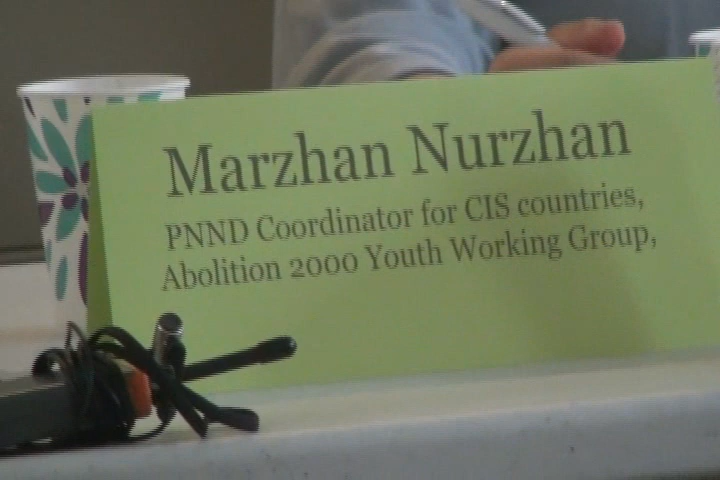 Marzhan Nurzhan
PNND Coordinator for CIS countries,
Abolition 2000 Youth Working Group,